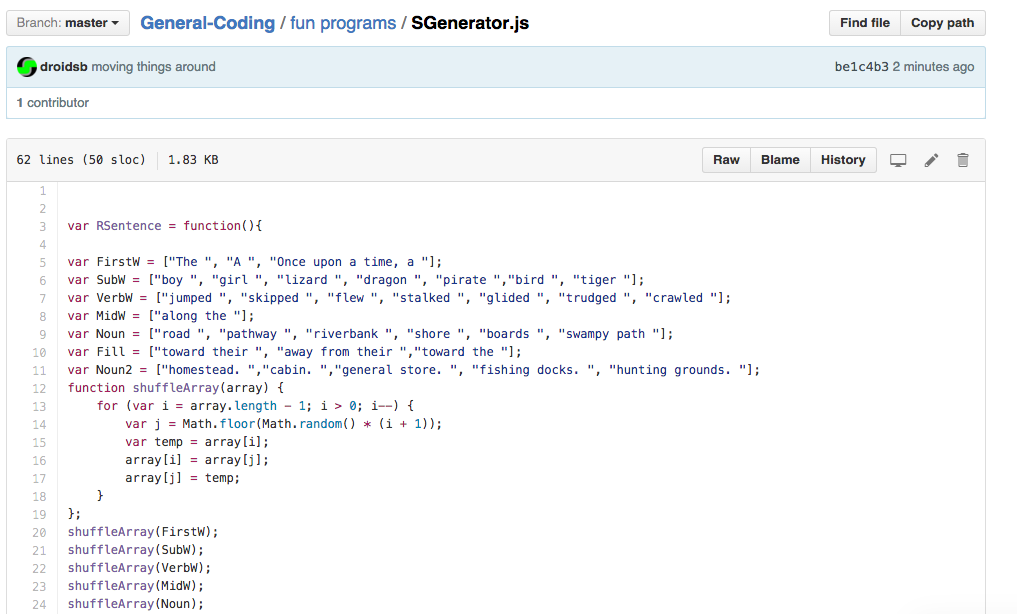 Branch: master General-Coding / fun programs / SGenerator.js Find file Copy path
droidsb moving things around be1c4b3 2 minutes ago
1 contributor
62 lines (50 sloc) 1.83 KB Raw Blame History
1
2
3 var RSentence = function(){
4
5 var FirstW = ["The ", "A ", "Once upon a time, a "];
6 var SubW = ["boy ", "girl ", "lizard ", "dragon ", "pirate ","bird ", "tiger "];
7 var VerbW = ["jumped ", "skipped ", "flew ", "stalked ", "glided ", "trudged ", "crawled "];
8 var MidW = ["along the "];
9 var Noun = ["road ", "pathway ", "riverbank ", "shore ", "boards ", "swampy path "];
10 var Fill = ["toward their ", "away from their ","toward the "];
11 var Noun2 = ["homestead. ","cabin. ","general store. ", "fishing docks. ", "hunting grounds. "];
12 function shuffleArray(array) {
13     for (var i = array.length - 1; i > 0; i--) {
14         var j = Math.floor(Math.random() * (i + 1));
15         var temp = array[i];
16         array[i] = array[j];
17         array[j] = temp;
18     }
19 };
20 shuffleArray(FirstW);
21 shuffleArray(SubW);
22 shuffleArray(VerbW);
23 shuffleArray(MidW);
24 shuffleArray(Noun);